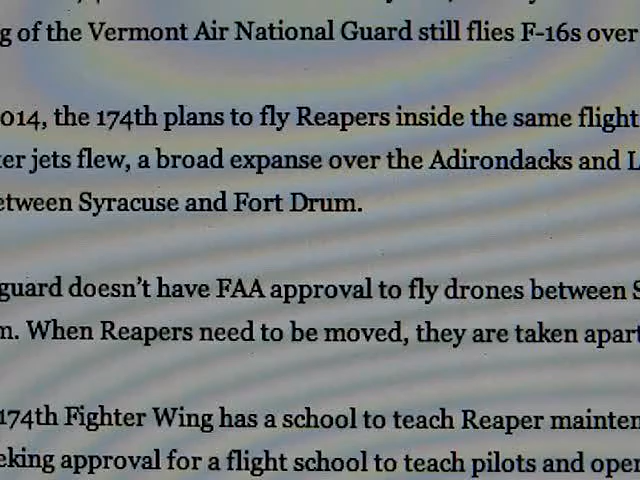 g of the Vermont Air National Guard still flies F-16s over
014, the 174th plans to fly Reapers inside the same flight
er jets flew, a broad expanse over the Adirondacks and L
etween Syracuse and Fort Drum.
guard doesn't have FAA approval to fly drones between S
m. When Reapers need to be moved, they are taken apart
174th Fighter Wing has a school to teach Reaper mainten
eking approval for a flight school to teach pilots and oper